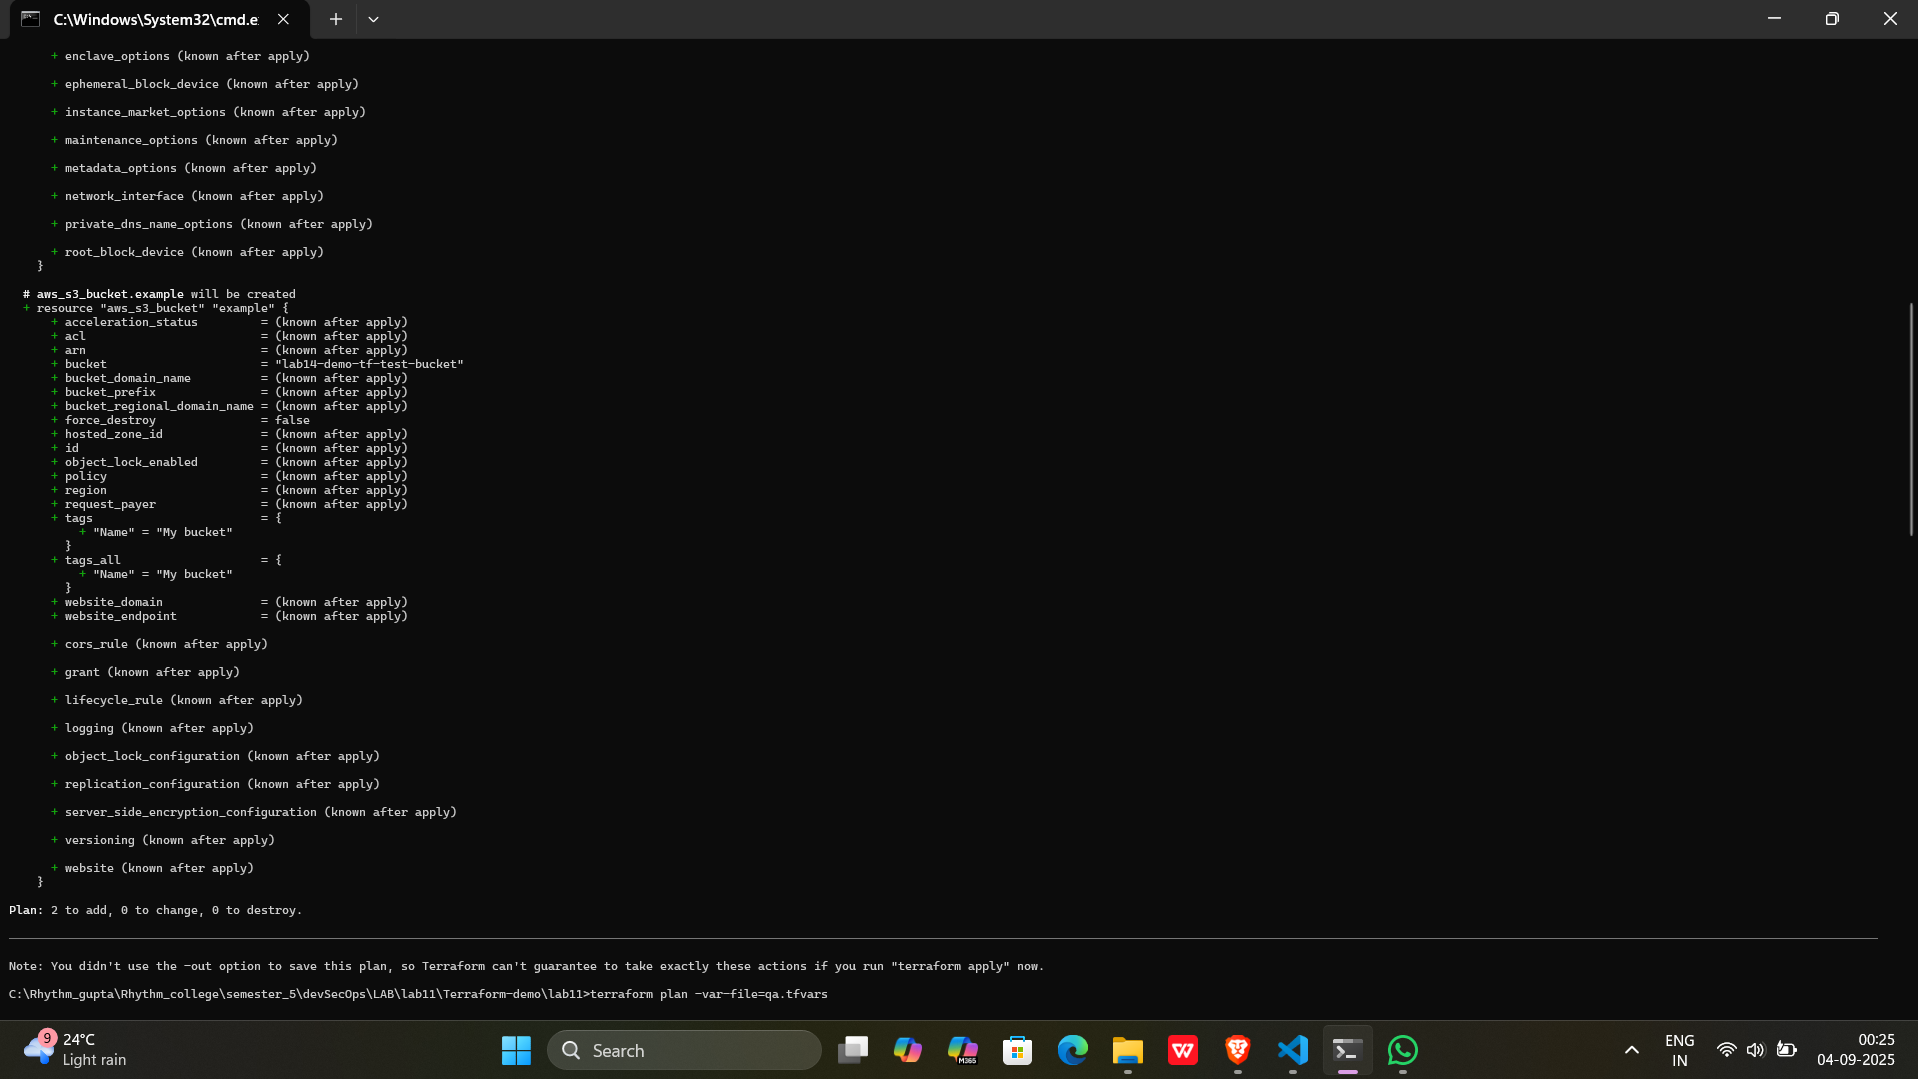 C:\Windows\System32\cmd.e
+ enclave_options (known after apply)
+ ephemeral_block_device (known after apply)
+ instance_market_options (known after apply)
+ maintenance_options (known after apply)
+ metadata_options (known after apply)
+ network_interface (known after apply)
+ private_dns_name_options (known after apply)
+ root_block_device (known after apply)
}
# aws_s3_bucket.example will be created
+ resource "aws_s3_bucket" "example" {
+ acceleration_status = (known after apply)
+ acl = (known after apply)
+ arn = (known after apply)
+ bucket = "lab14-demo-tf-test-bucket"
+ bucket_domain_name = (known after apply)
+ bucket_prefix = (known after apply)
+ bucket_regional_domain_name = (known after apply)
+ force_destroy = false
+ hosted_zone_id = (known after apply)
+ id = (known after apply)
+ object_lock_enabled = (known after apply)
+ policy = (known after apply)
+ region = (known after apply)
+ request_payer = (known after apply)
+ tags = {
+ "Name" = "My bucket"
}
+ tags_all = {
+ "Name" = "My bucket"
}
+ website_domain = (known after apply)
+ website_endpoint = (known after apply)
+ cors_rule (known after apply)
+ grant (known after apply)
+ lifecycle_rule (known after apply)
+ logging (known after apply)
+ object_lock_configuration (known after apply)
+ replication_configuration (known after apply)
+ server_side_encryption_configuration (known after apply)
+ versioning (known after apply)
+ website (known after apply)
}
Plan: 2 to add, 0 to change, 0 to destroy.
Note: You didn't use the -out option to save this plan, so Terraform can't guarantee to take exactly these actions if you run "terraform apply" now.
C:\Rhythm_gupta\Rhythm_college\semester_5\devSecOps\LAB\lab11\Terraform-demo\lab11>terraform plan -var-file=qa.tfvars
9
24°C
Light rain
Search
M365
W
ENG
IN
00:25
04-09-2025